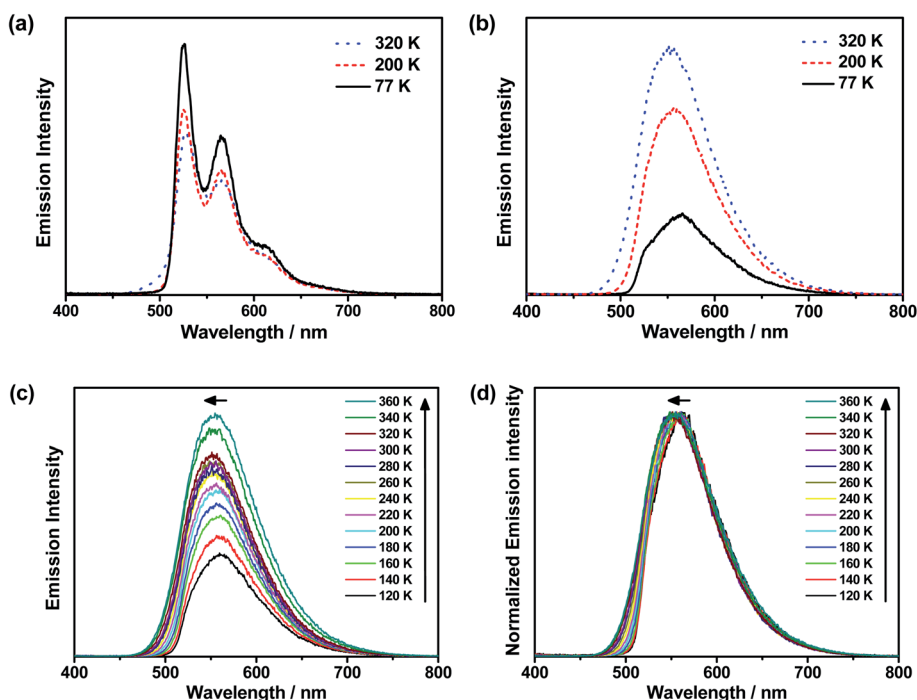 (a)
320 K
200 K
77 K
Emission Intensity
400 500 600 700 800
Wavelength / nm
(b)
320 K
200 K
77 K
Emission Intensity
400 500 600 700 800
Wavelength / nm
(c)
360 K
340 K
320 K
300 K
280 K
260 K
240 K
220 K
200 K
180 K
160 K
140 K
120 K
Emission Intensity
400 500 600 700 800
Wavelength / nm
(d)
360 K
340 K
320 K
300 K
280 K
260 K
240 K
220 K
200 K
180 K
160 K
140 K
120 K
Normalized Emission intensity
400 500 600 700 800
Wavelength / nm